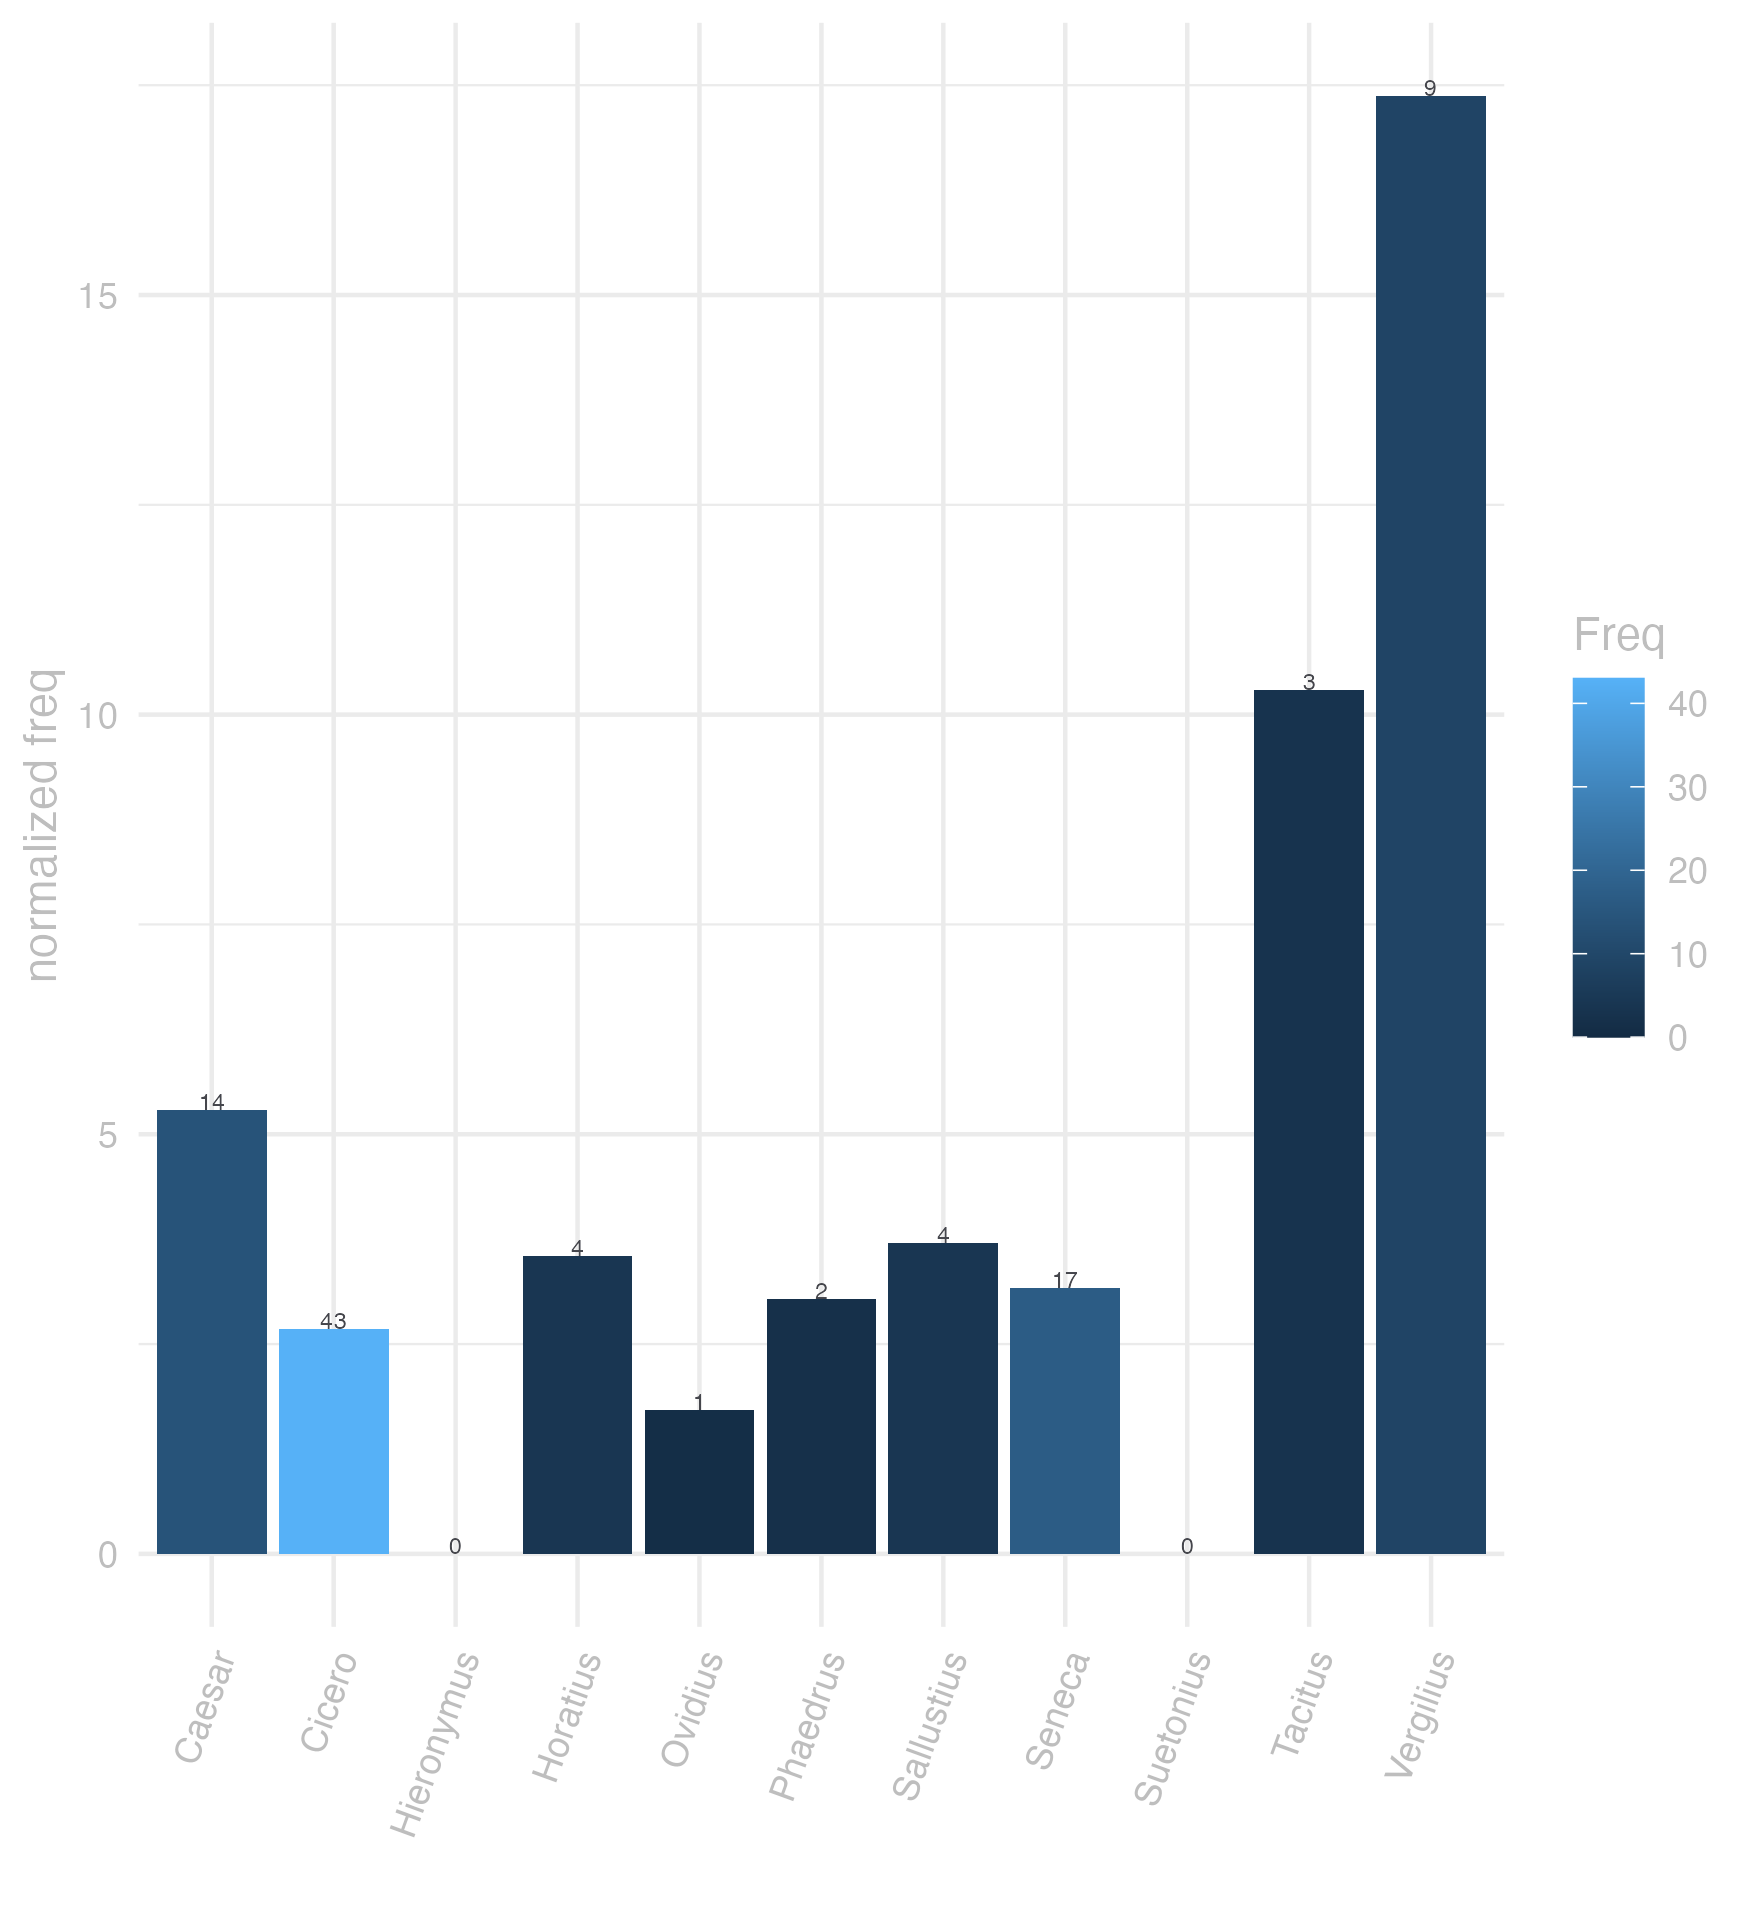 normalized freq
15
10
5
0
14
43
0
4
1
2
4
17
0
3
9
Caesar
Cicero
Hieronymus
Horatius
Ovidius
Phaedrus
Sallustius
Seneca
Suetonius
Tacitus
Vergilius
Freq
40
30
20
10
0